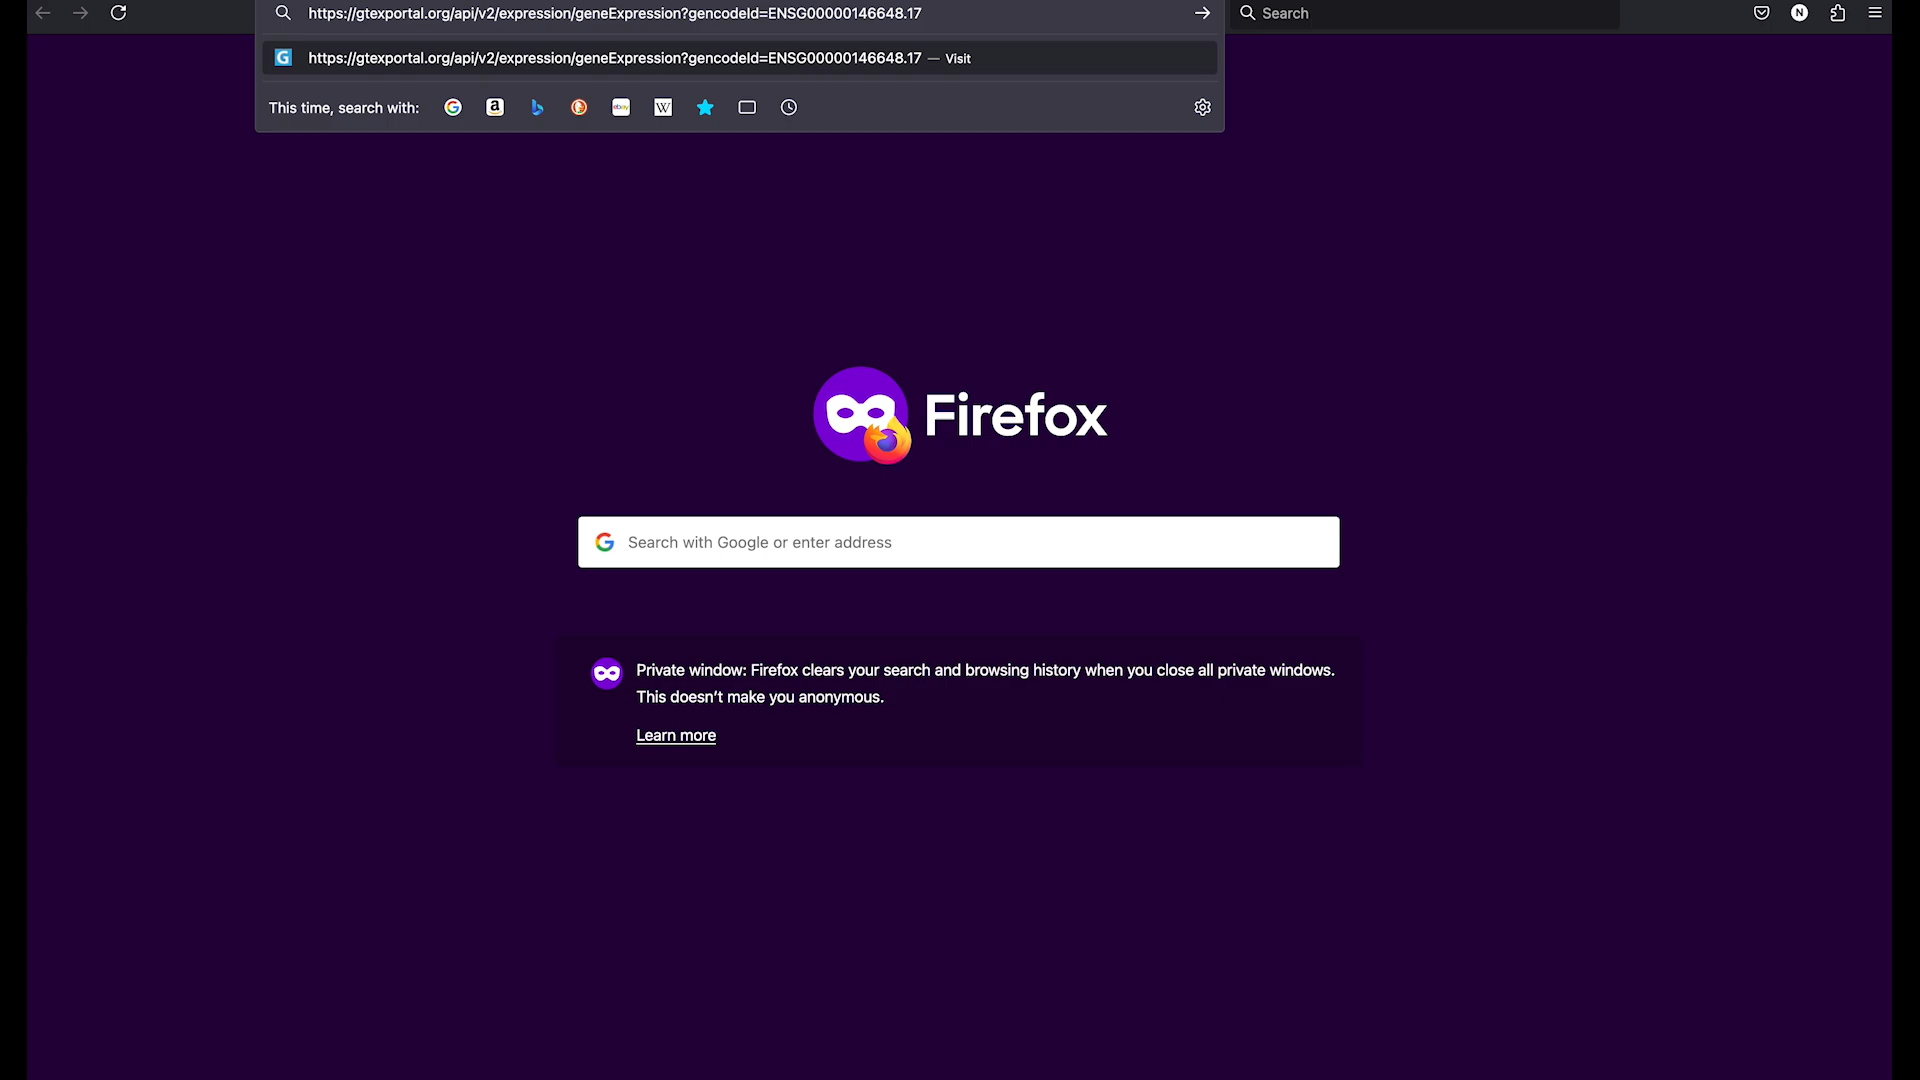 https://gtexportal.org/api/v2/expression/geneExpression?gencodeId=ENSG00000146648.17
Search
N
G https://gtexportal.org/api/v2/expression/geneExpression?gencodeId=ENSG00000146648.17 — Visit
This time, search with: G a ebay W
Firefox
G Search with Google or enter address
Private window: Firefox clears your search and browsing history when you close all private windows.
This doesn't make you anonymous.
Learn more